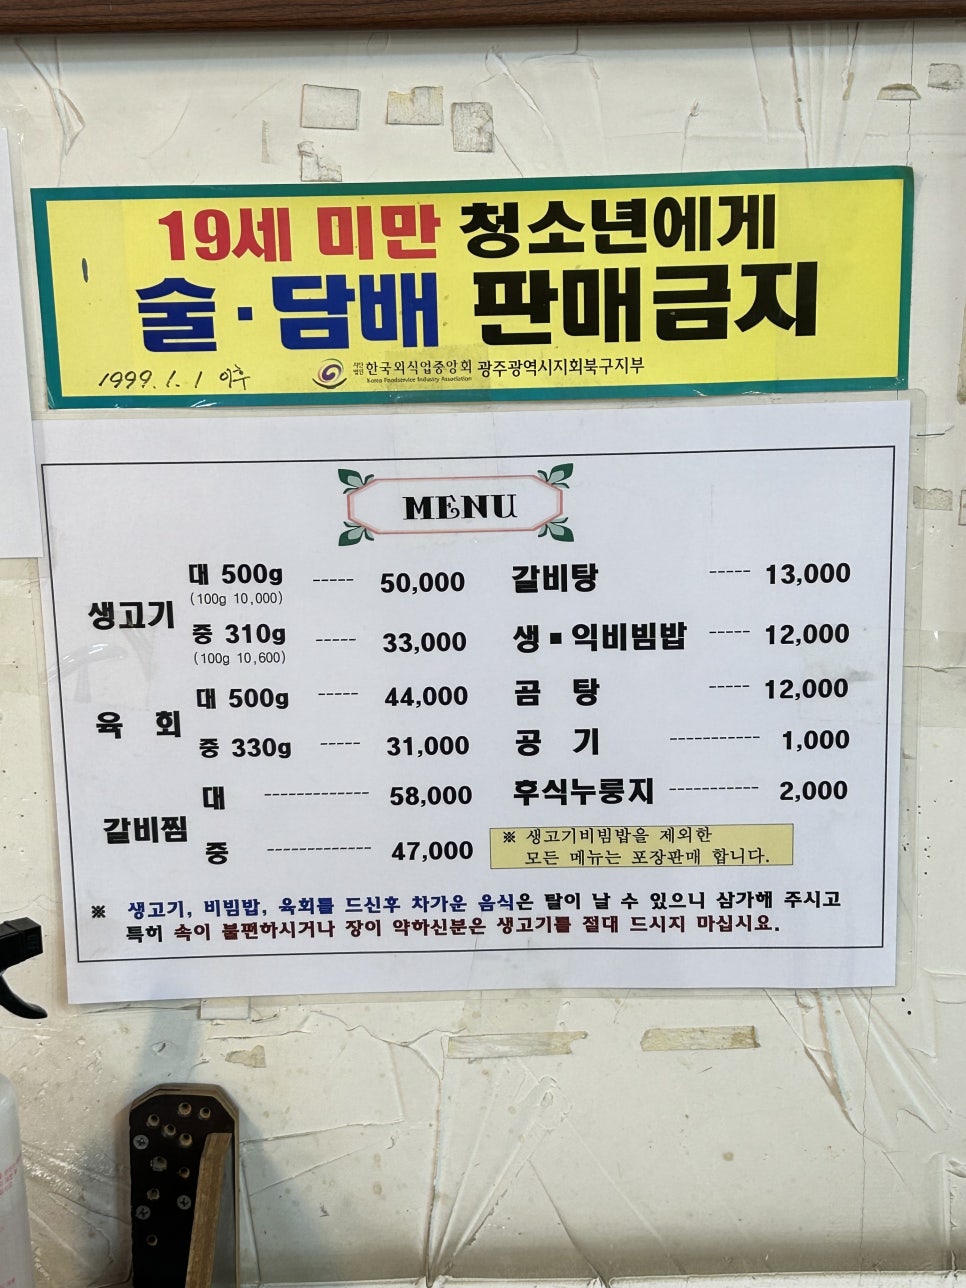 19세 미만 청소년에게
술·담배 판매금지
1999.1.1 이후
사단법인 한국외식업중앙회 광주광역시지회북구지부
Korea Foodservice Industry Association
MENU
생고기
대 500g ----- 50,000
(100g 10,000)
중 310g ----- 33,000
(100g 10,600)
육 회
대 500g ----- 44,000
중 330g ----- 31,000
갈비찜
대 ------------- 58,000
중 ------------- 47,000
갈비탕 ----- 13,000
생▪익비빔밥 ----- 12,000
곰 탕 ----- 12,000
공 기 ----------- 1,000
후식누룽지 ----------- 2,000
※ 생고기비빔밥을 제외한
모든 메뉴는 포장판매 합니다.
※ 생고기, 비빔밥, 육회를 드신후 차가운 음식은 탈이 날 수 있으니 삼가해 주시고
특히 속이 불편하시거나 장이 약하신분은 생고기를 절대 드시지 마십시요.